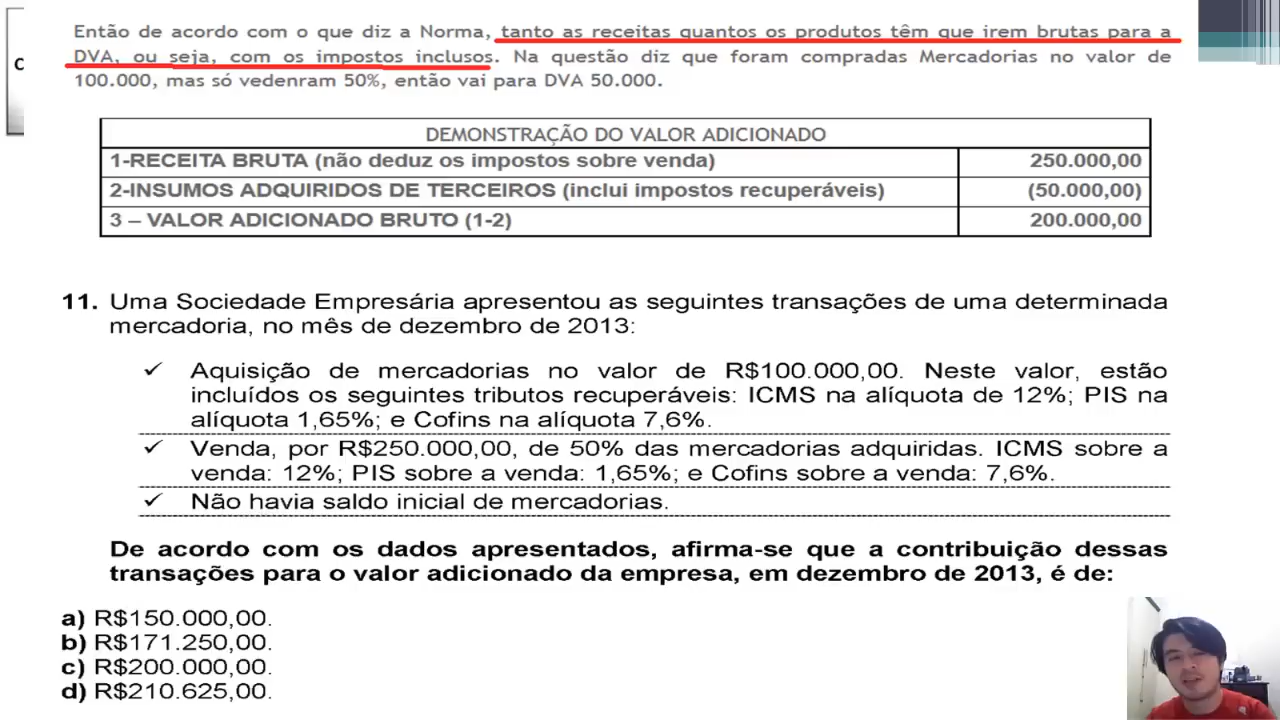 Então de acordo com o que diz a Norma, tanto as receitas quantos os produtos têm que irem brutas para a
DVA, ou seja, com os impostos inclusos. Na questão diz que foram compradas Mercadorias no valor de
100.000, mas só vedenram 50%, então vai para DVA 50.000.
DEMONSTRAÇÃO DO VALOR ADICIONADO
1-RECEITA BRUTA (não deduz os impostos sobre venda) 250.000,00
2-INSUMOS ADQUIRIDOS DE TERCEIROS (inclui impostos recuperáveis) (50.000,00)
3 – VALOR ADICIONADO BRUTO (1-2) 200.000,00
11. Uma Sociedade Empresária apresentou as seguintes transações de uma determinada
mercadoria, no mês de dezembro de 2013:
✓ Aquisição de mercadorias no valor de R$100.000,00. Neste valor, estão
incluídos os seguintes tributos recuperáveis: ICMS na alíquota de 12%; PIS na
alíquota 1,65%; e Cofins na alíquota 7,6%.
✓ Venda, por R$250.000,00, de 50% das mercadorias adquiridas. ICMS sobre a
venda: 12%; PIS sobre a venda: 1,65%; e Cofins sobre a venda: 7,6%.
✓ Não havia saldo inicial de mercadorias.
De acordo com os dados apresentados, afirma-se que a contribuição dessas
transações para o valor adicionado da empresa, em dezembro de 2013, é de:
a) R$150.000,00.
b) R$171.250,00.
c) R$200.000,00.
d) R$210.625,00.